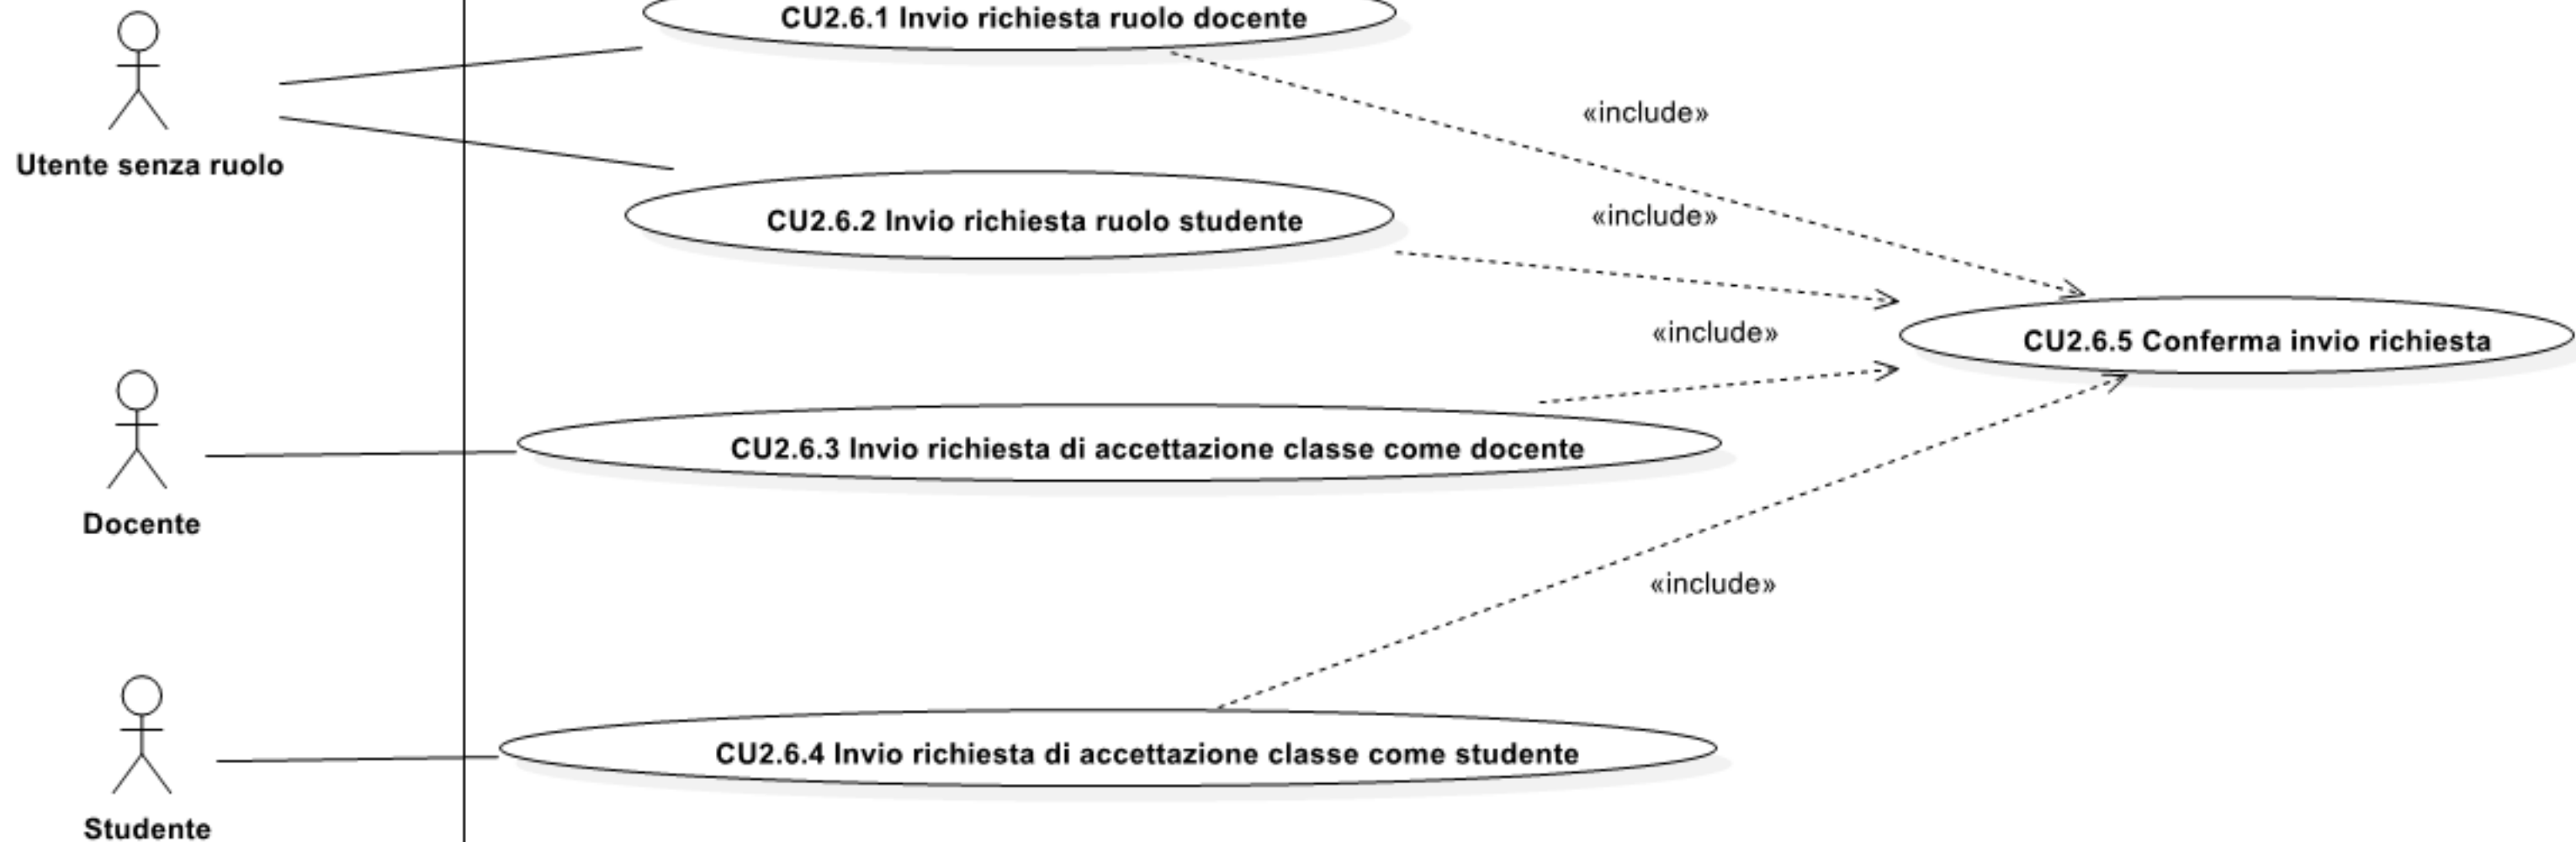 CU2.6.1 Invio richiesta ruolo docente
«include»
Utente senza ruolo
CU2.6.2 Invio richiesta ruolo studente
«include»
«include»
CU2.6.5 Conferma invio richiesta
CU2.6.3 Invio richiesta di accettazione classe come docente
Docente
«include»
CU2.6.4 Invio richiesta di accettazione classe come studente
Studente